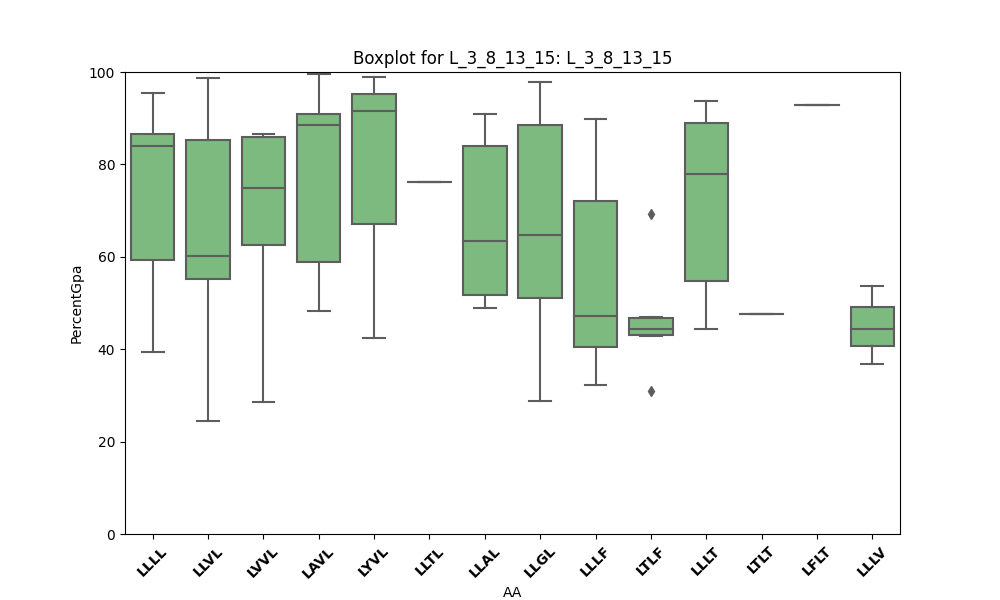 Boxplot for L_3_8_13_15: L_3_8_13_15
PercentGpa
100
80
60
40
20
0
LLLL LLVL LVVL LAVL LYVL LLTL LLAL LLGL LLLF LTLF LLLT LTLT LFLT LLLV
AA